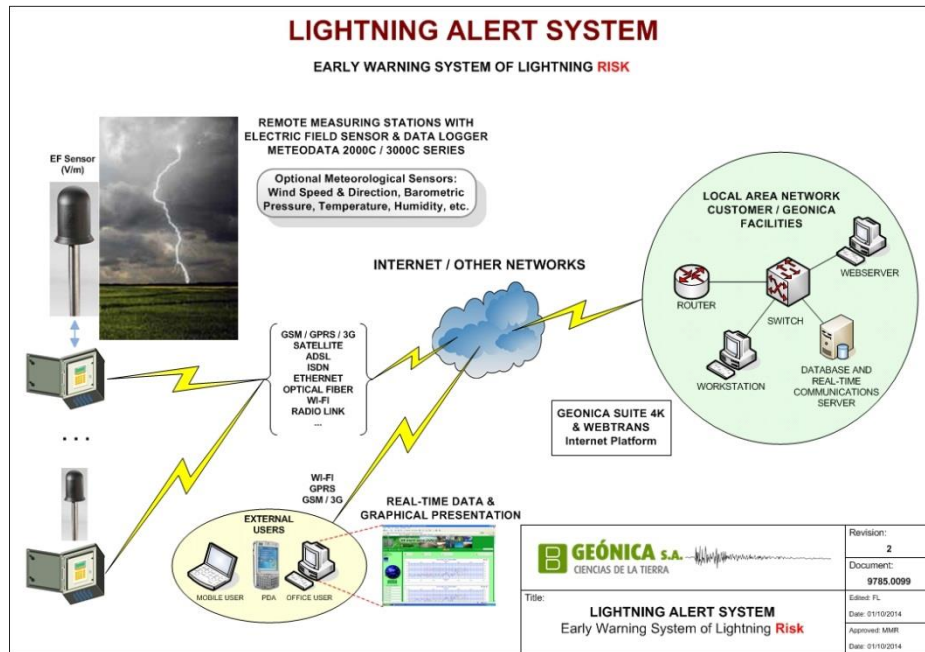 LIGHTNING ALERT SYSTEM
EARLY WARNING SYSTEM OF LIGHTNING RISK
REMOTE MEASURING STATIONS WITH
ELECTRIC FIELD SENSOR & DATA LOGGER
METEODATA 2000C / 3000C SERIES
EF Sensor
(V/m)
Optional Meteorological Sensors:
Wind Speed & Direction, Barometric
Pressure, Temperature, Humidity, etc.
LOCAL AREA NETWORK
CUSTOMER / GEONICA
FACILITIES
WEBSERVER
ROUTER
SWITCH
WORKSTATION
DATABASE AND
REAL-TIME
COMMUNICATIONS
SERVER
INTERNET / OTHER NETWORKS
GSM / GPRS / 3G
SATELLITE
ADSL
ISDN
ETHERNET
OPTICAL FIBER
WI-FI
RADIO LINK
...
...
GEONICA SUITE 4K
& WEBTRANS
Internet Platform
WI-FI
GPRS
GSM / 3G
REAL-TIME DATA &
GRAPHICAL PRESENTATION
EXTERNAL
USERS
MOBILE USER
PDA
OFFICE USER
GEÓNICA S.A.
CIENCIAS DE LA TIERRA
Revision:
2
Document:
9785.0099
Title:
LIGHTNING ALERT SYSTEM
Early Warning System of Lightning Risk
Edited: FL
Date: 01/10/2014
Approved: MMR
Date: 01/10/2014